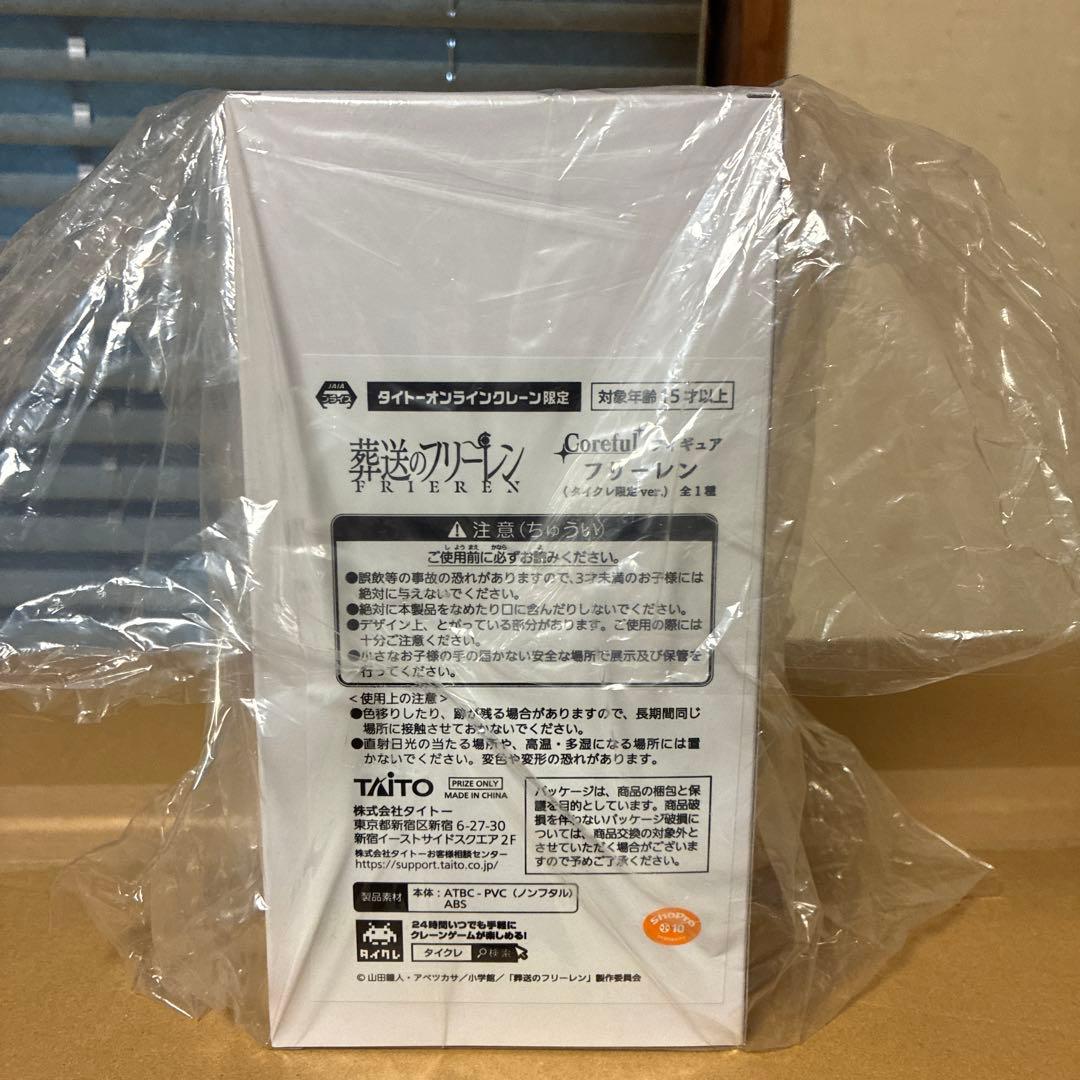 JAIA
プライズ
タイトーオンラインクレーン限定
対象年齢15才以上
葬送のフリーレン
FRIEREN
Coreful フィギュア
フリーレン
(タイクレ限定ver.) 全1種
注意(ちゅうい)
ご使用前に必ずお読みください。
●誤飲等の事故の恐れがありますので、3才未満のお子様には
絶対に与えないでください。
●絶対に本製品をなめたり口に含んだりしないでください。
●デザイン上、とがっている部分があります。ご使用の際には
十分ご注意ください。
●小さなお子様の手の届かない安全な場所で展示及び保管を
行ってください。
<使用上の注意>
●色移りしたり、跡が残る場合がありますので、長期間同じ
場所に接触させておかないでください。
●直射日光の当たる場所や、高温・多湿になる場所には置
かないでください。変色や変形の恐れがあります。
TAITO
PRIZE ONLY
MADE IN CHINA
株式会社タイトー
東京都新宿区新宿 6-27-30
新宿イーストサイドスクエア 2F
株式会社タイトーお客様相談センター
https://support.taito.co.jp/
パッケージは、商品の梱包と保
護を目的としています。商品破
損を伴わないパッケージ破損に
ついては、商品交換の対象外と
させていただく場合がございま
すので予めご了承ください。
製品素材
本体:ATBC-PVC(ノンフタル)
ABS
タイクレ
24時間いつでも手軽に
クレーンゲームが楽しめる!
タイクレ 検索
ShoPro
10
©山田鐘人・アベツカサ/小学館/「葬送のフリーレン」製作委員会